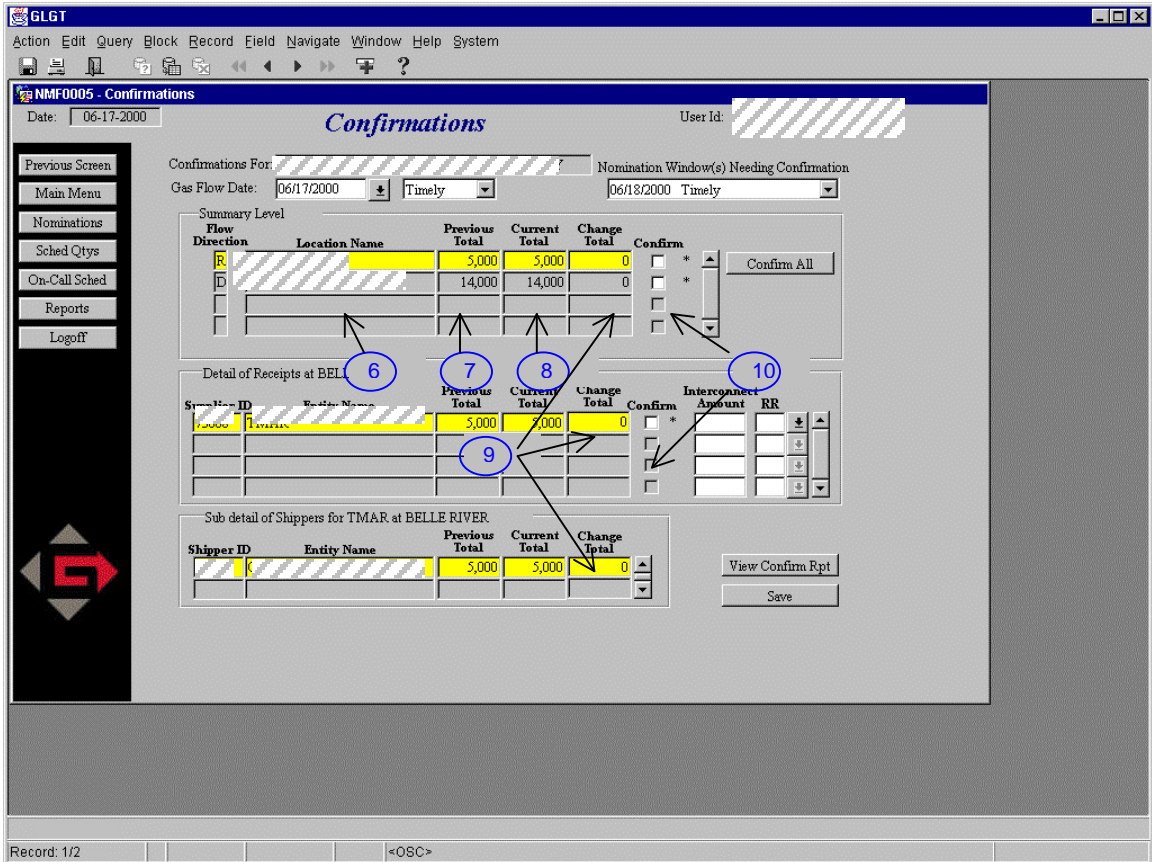 GLGT
Action Edit Query Block Record Field Navigate Window Help System
NMF0005 - Confirmations
Date: 06-17-2000
Confirmations
User Id:
Previous Screen
Main Menu
Nominations
Sched Qtys
On-Call Sched
Reports
Logoff
Confirmations For:
Nomination Window(s) Needing Confirmation
Gas Flow Date: 06/17/2000 Timely
06/18/2000 Timely
Summary Level
Flow Direction Location Name Previous Total Current Total Change Total Confirm
R 5,000 5,000 0 *
D 14,000 14,000 0 *
Confirm All
6 7 8 10
Detail of Receipts at BELL
Supplier ID Entity Name Previous Total Current Total Change Total Confirm Interconnect Amount RR
TMAR 5,000 5,000 0 *
9
Sub detail of Shippers for TMAR at BELLE RIVER
Shipper ID Entity Name Previous Total Current Total Change Total
5,000 5,000 0
View Confirm Rpt
Save
Record: 1/2 <OSC>